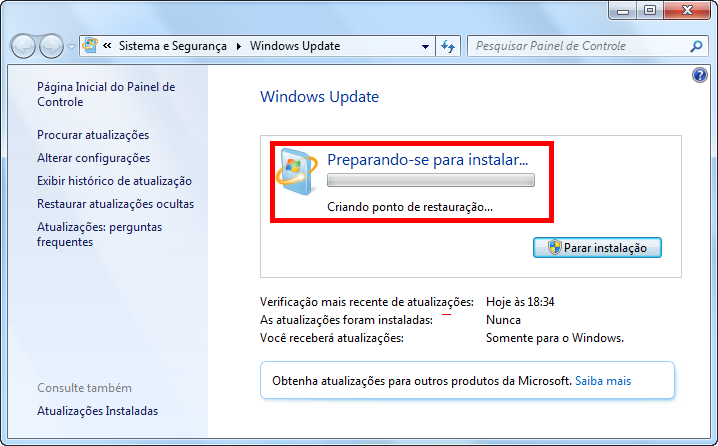 Sistema e Segurança
Windows Update
Pesquisar Painel de Controle
Página Inicial do Painel de
Controle
Procurar atualizações
Alterar configurações
Exibir histórico de atualização
Restaurar atualizações ocultas
Atualizações: perguntas
frequentes
Consulte também
Atualizações Instaladas
Windows Update
Preparando-se para instalar...
Criando ponto de restauração...
Parar instalação
Verificação mais recente de atualizações: Hoje às 18:34
As atualizações foram instaladas: Nunca
Você receberá atualizações: Somente para o Windows.
Obtenha atualizações para outros produtos da Microsoft. Saiba mais